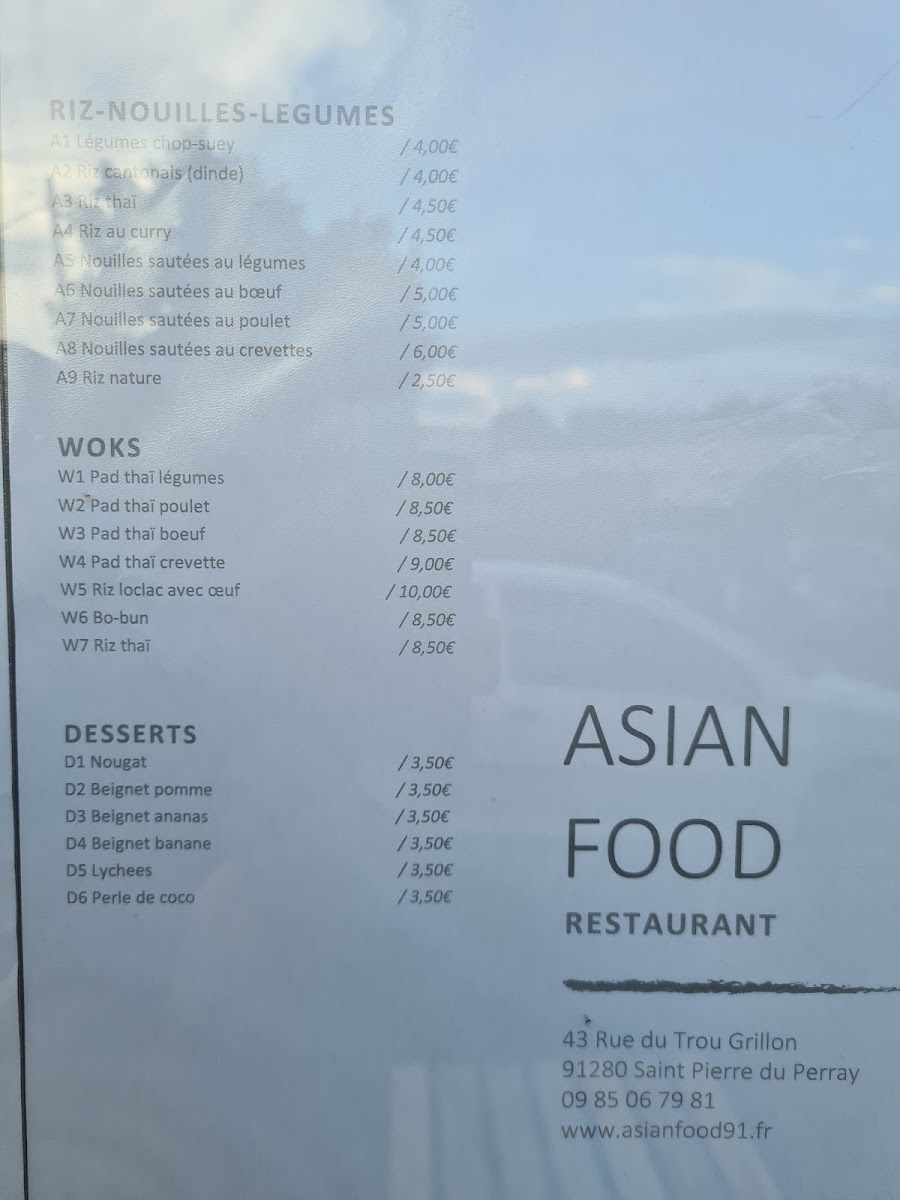 RIZ-NOUILLES-LEGUMES
A1 Légumes chop-suey / 4,00€
A2 Riz cantonais (dinde) / 4,00€
A3 Riz thaï / 4,50€
A4 Riz au curry / 4,50€
A5 Nouilles sautées au légumes / 4,00€
A6 Nouilles sautées au bœuf / 5,00€
A7 Nouilles sautées au poulet / 5,00€
A8 Nouilles sautées au crevettes / 6,00€
A9 Riz nature / 2,50€
WOKS
W1 Pad thaï légumes / 8,00€
W2 Pad thaï poulet / 8,50€
W3 Pad thaï boeuf / 8,50€
W4 Pad thaï crevette / 9,00€
W5 Riz loclac avec œuf / 10,00€
W6 Bo-bun / 8,50€
W7 Riz thaï / 8,50€
DESSERTS
D1 Nougat / 3,50€
D2 Beignet pomme / 3,50€
D3 Beignet ananas / 3,50€
D4 Beignet banane / 3,50€
D5 Lychees / 3,50€
D6 Perle de coco / 3,50€
ASIAN
FOOD
RESTAURANT
43 Rue du Trou Grillon
91280 Saint Pierre du Perray
09 85 06 79 81
www.asianfood91.fr